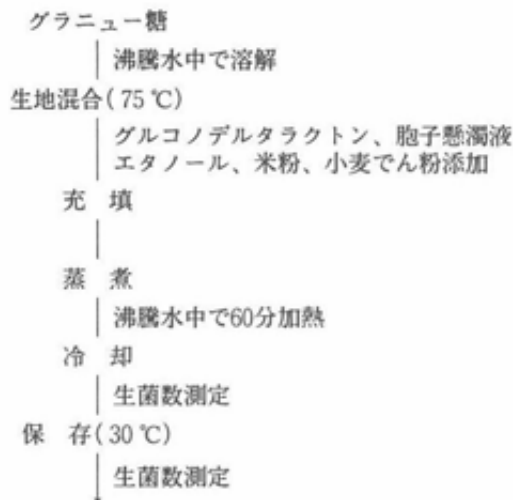 グラニュー糖
沸騰水中で溶解
生地混合(75℃)
グルコノデルタラクトン、胞子懸濁液
エタノール、米粉、小麦でん粉添加
充 填
蒸 煮
沸騰水中で60分加熱
冷 却
生菌数測定
保 存(30℃)
生菌数測定